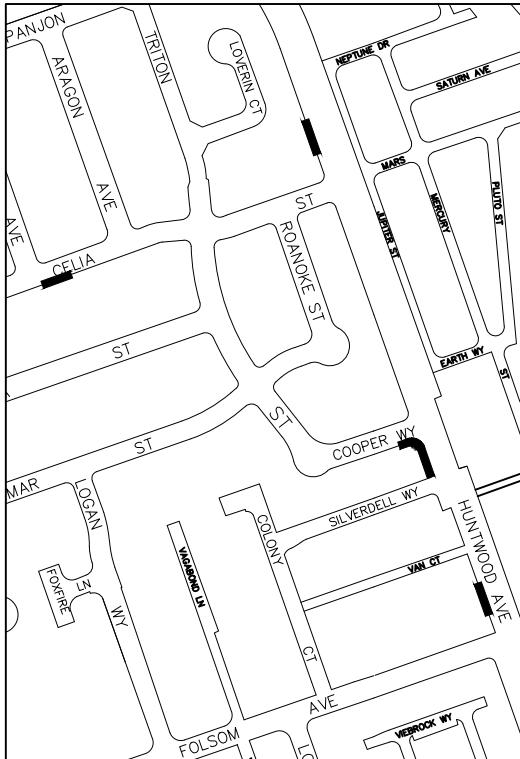 PANJON
ARAGON
AVE
TRITON
LOVERIN CT
NEPTUNE DR
SATURN AVE
MARS
MERCURY
PLUTO ST
JUPITER ST
ST
ROANOKE ST
AVE
CELIA
EARTH WY
ST
ST
ST
ST
COOPER WY
MAR
LOGAN
WY
COLONY
CT
SILVERDELL WY
HUNTWOOD AVE
VAGABOND LN
VAN CT
FOXFIRE
LN
FOLSOM
AVE
VIEBROCK WY